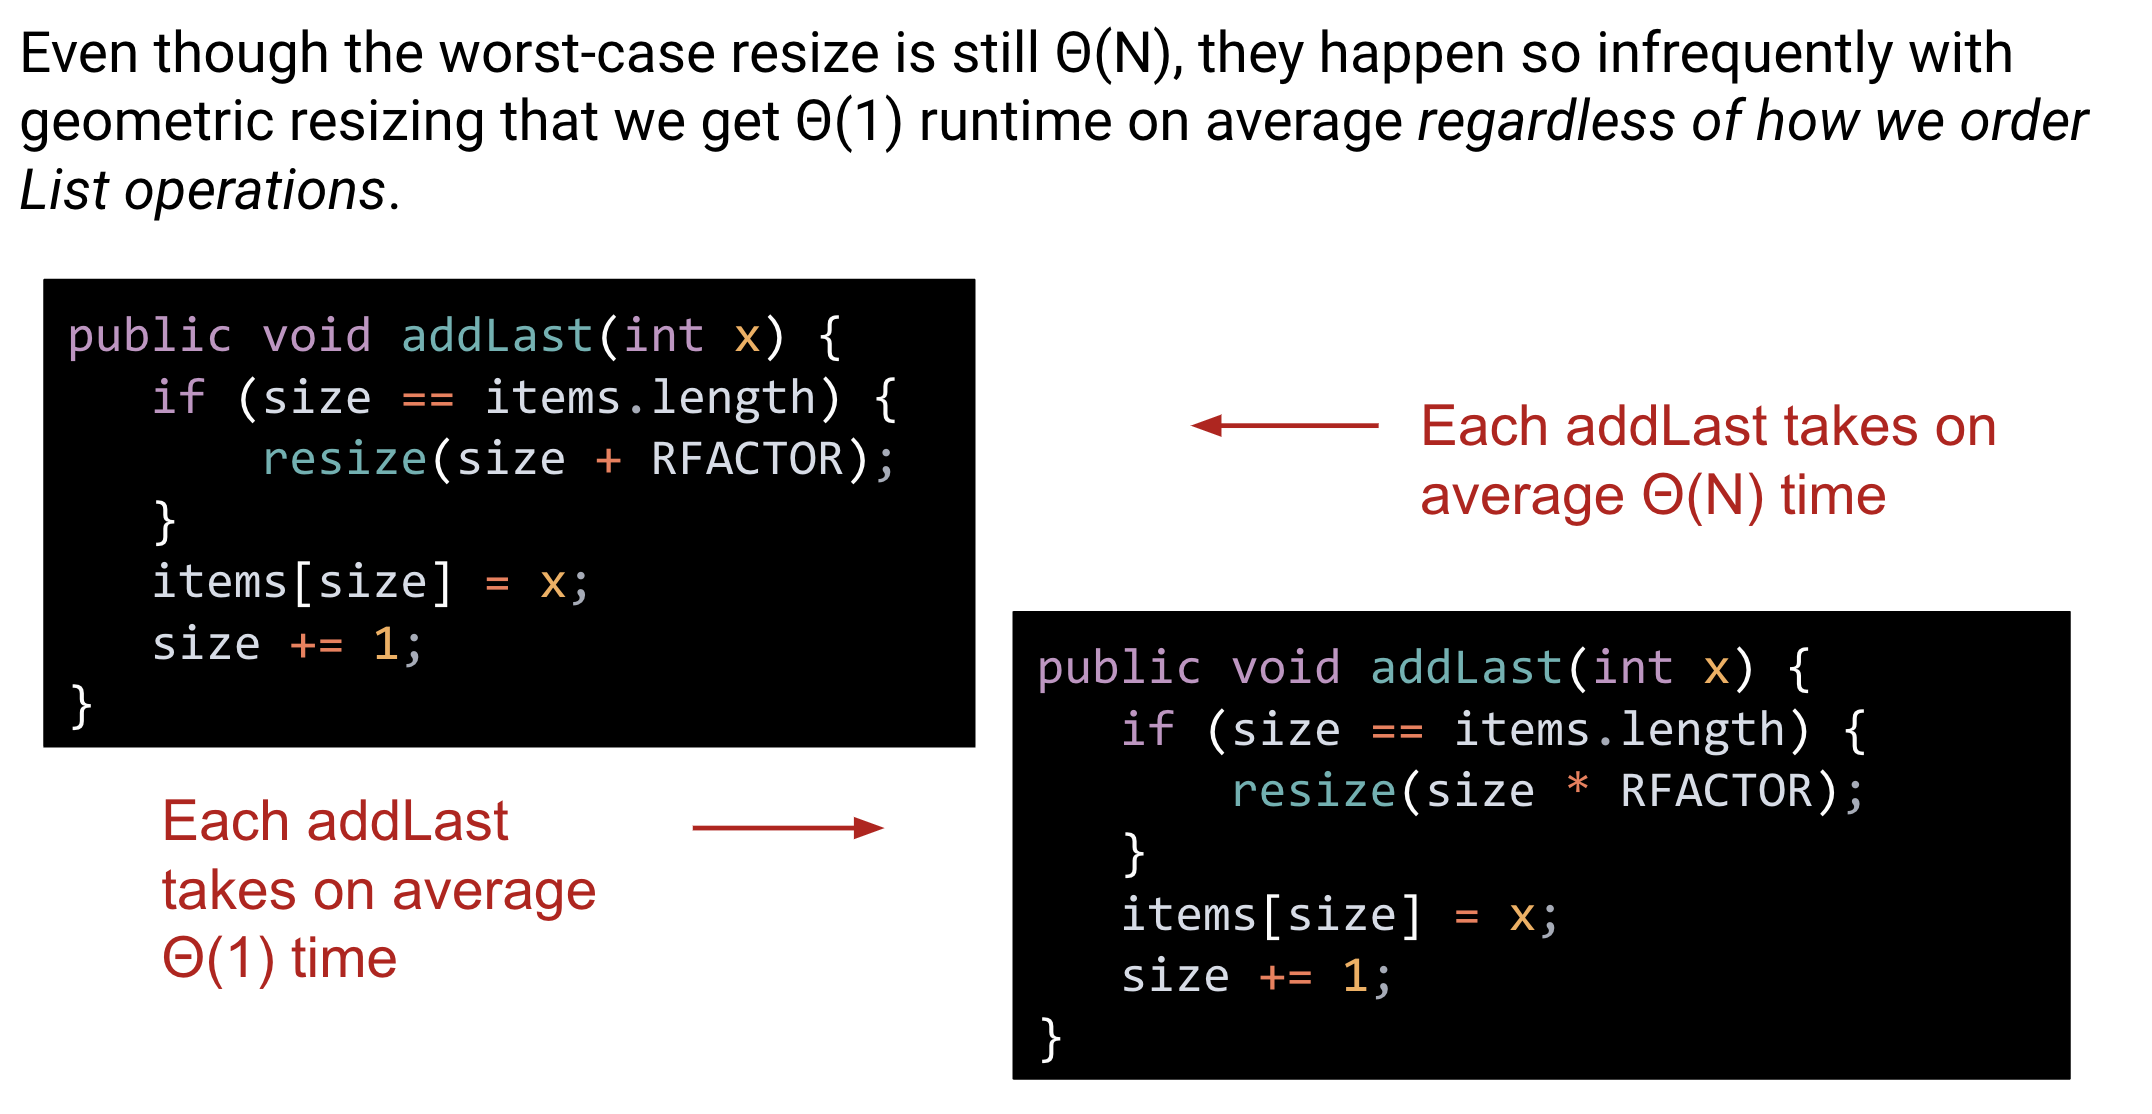 Even though the worst-case resize is still Θ(N), they happen so infrequently with
geometric resizing that we get Θ(1) runtime on average regardless of how we order
List operations.
public void addLast(int x) {
if (size == items.length) {
resize(size + RFACTOR);
}
items[size] = x;
size += 1;
}
Each addLast takes on
average Θ(N) time
Each addLast
takes on average
Θ(1) time
public void addLast(int x) {
if (size == items.length) {
resize(size * RFACTOR);
}
items[size] = x;
size += 1;
}